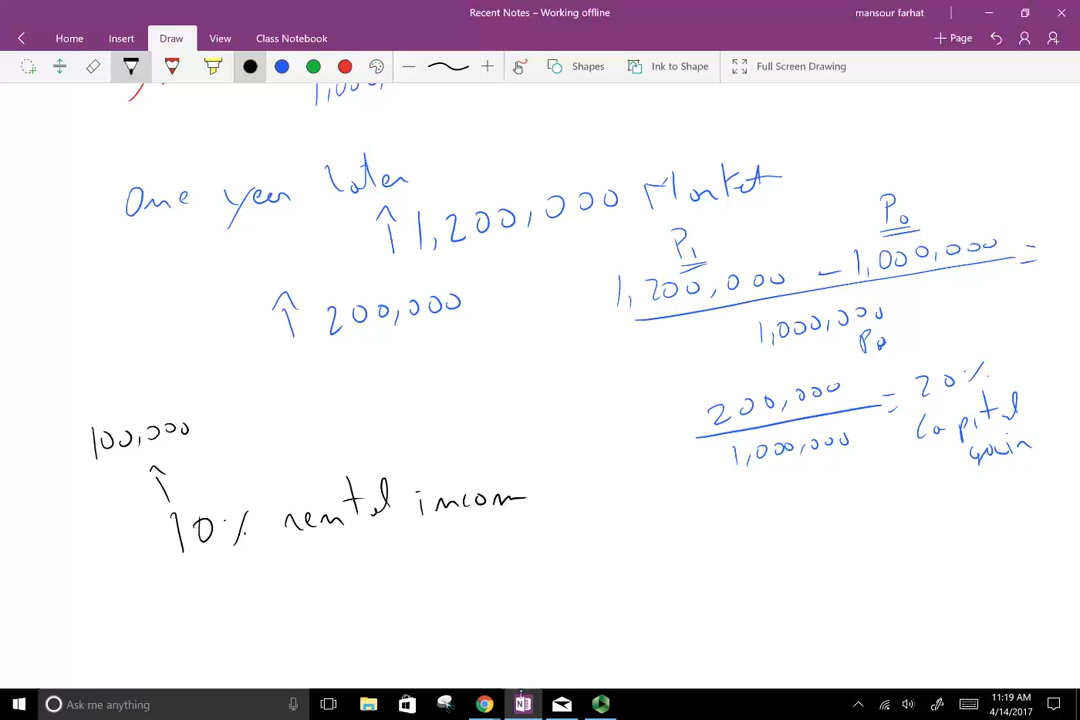 Recent Notes – Working offline
mansour farhat
Home Insert Draw View Class Notebook
Page
Shapes Ink to Shape Full Screen Drawing
One year later
1,200,000 Market
P1 P0
1,200,000 – 1,000,000 =
1,000,000
P0
200,000
200,000 = 20%
1,000,000
Capital
gain
100,000
10% rental incom
Ask me anything
11:19 AM
4/14/2017